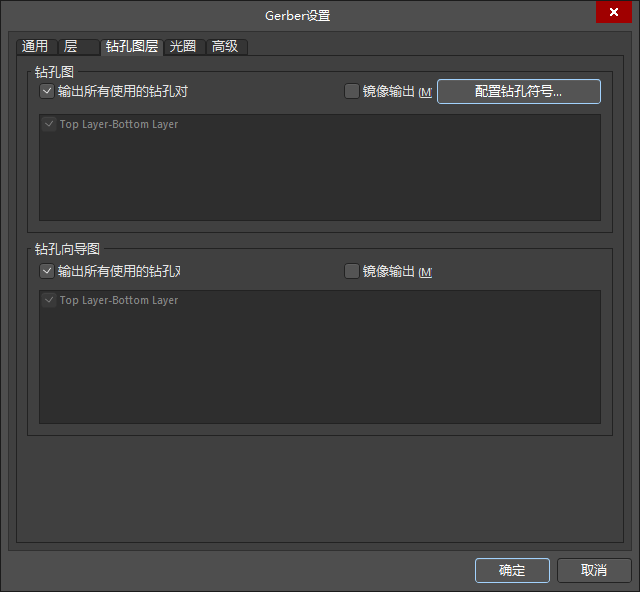 Gerber设置
通用 层 钻孔图层 光圈 高级
钻孔图
输出所有使用的钻孔对 镜像输出 (M 配置钻孔符号...
Top Layer-Bottom Layer
钻孔向导图
输出所有使用的钻孔 镜像输出 (M
Top Layer-Bottom Layer
确定 取消